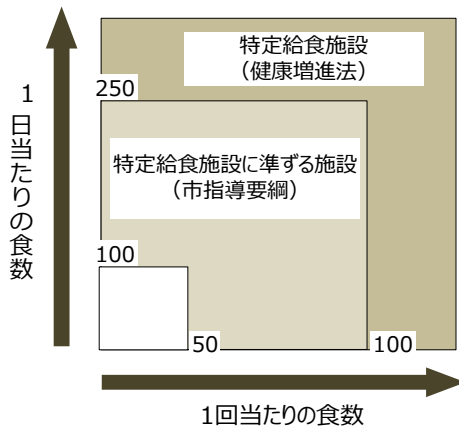 特定給食施設
（健康増進法）
250
特定給食施設に準ずる施設
（市指導要綱）
100
50
100
1日当たりの食数
1回当たりの食数